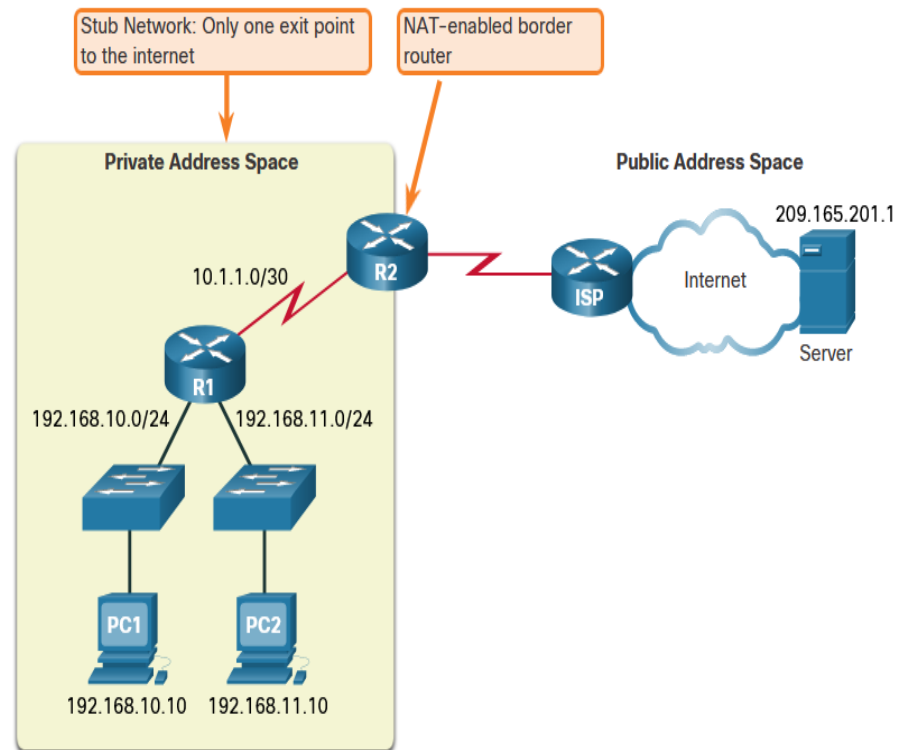 Stub Network: Only one exit point
to the internet
NAT-enabled border
router
Private Address Space
Public Address Space
209.165.201.1
R2
10.1.1.0/30
Internet
ISP
Server
R1
192.168.10.0/24
192.168.11.0/24
PC1
PC2
192.168.10.10
192.168.11.10